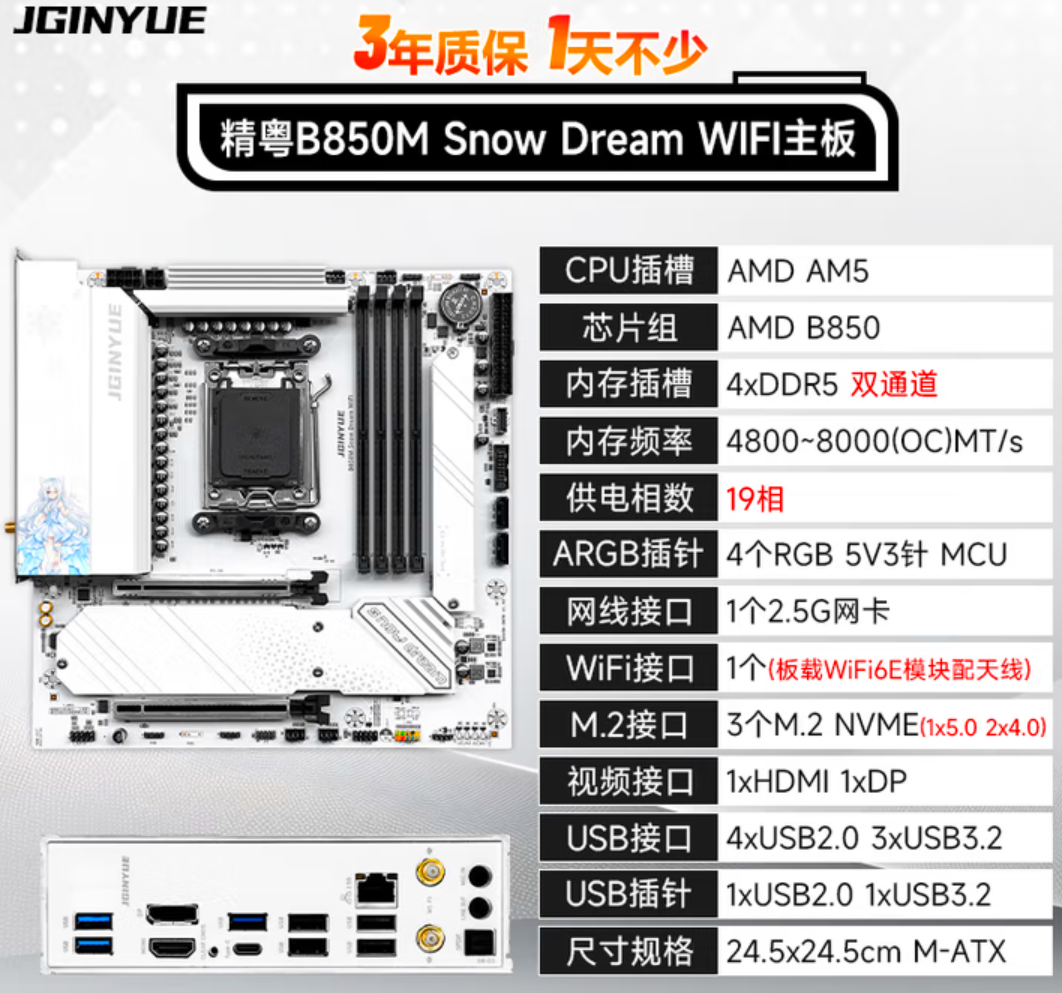 JGINYUE
3年质保 1天不少
精粤B850M Snow Dream WIFI主板
CPU插槽 AMD AM5
芯片组 AMD B850
内存插槽 4xDDR5 双通道
内存频率 4800~8000(OC)MT/s
供电相数 19相
ARGB插针 4个RGB 5V3针 MCU
网线接口 1个2.5G网卡
WiFi接口 1个(板载WiFi6E模块配天线)
M.2接口 3个M.2 NVME(1x5.0 2x4.0)
视频接口 1xHDMI 1xDP
USB接口 4xUSB2.0 3xUSB3.2
USB插针 1xUSB2.0 1xUSB3.2
尺寸规格 24.5x24.5cm M-ATX
JGINYUE
JGINYUE
B850M Snow Dream WiFi
SNOW DREAM
JGINYUE